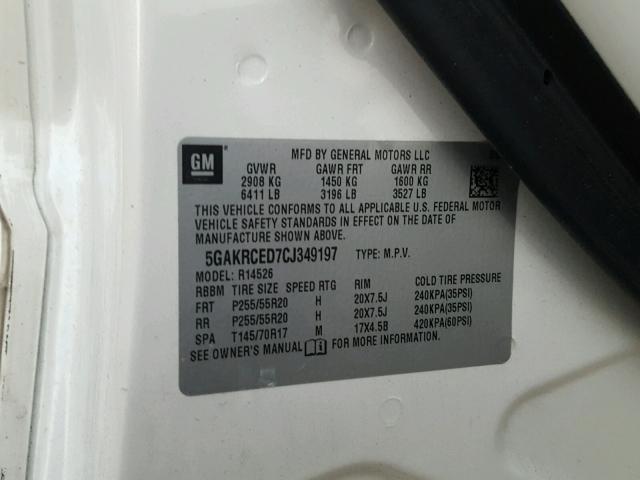 GM
MFD BY GENERAL MOTORS LLC
GVWR GAWR FRT GAWR RR
2908 KG 1450 KG 1600 KG
6411 LB 3196 LB 3527 LB
THIS VEHICLE CONFORMS TO ALL APPLICABLE U.S. FEDERAL MOTOR
VEHICLE SAFETY STANDARDS IN EFFECT ON THE DATE OF
MANUFACTURE SHOWN ABOVE.
5GAKRCED7CJ349197 TYPE: M.P.V.
MODEL: R14526
RBBM TIRE SIZE SPEED RTG RIM COLD TIRE PRESSURE
FRT P255/55R20 H 20X7.5J 240KPA(35PSI)
RR P255/55R20 H 20X7.5J 240KPA(35PSI)
SPA T145/70R17 M 17X4.5B 420KPA(60PSI)
SEE OWNER'S MANUAL FOR MORE INFORMATION.